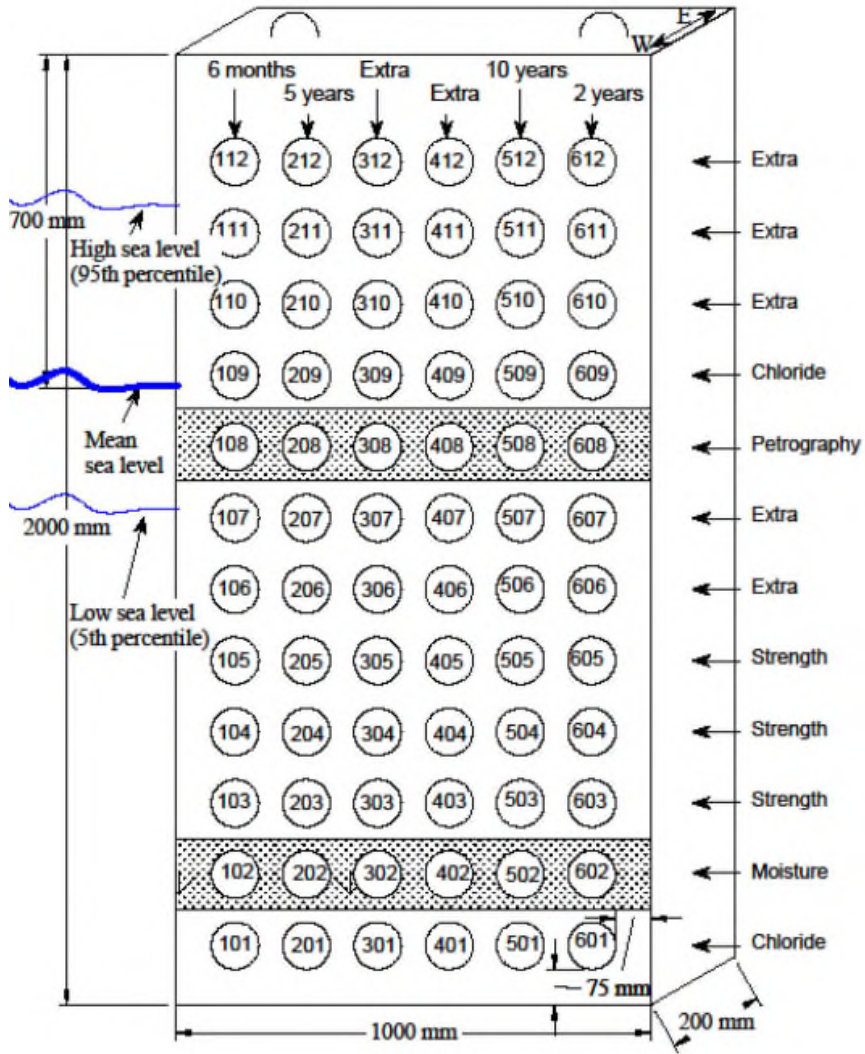 E
W
6 months
Extra
10 years
5 years
Extra
2 years
112 212 312 412 512 612
Extra
700 mm
111 211 311 411 511 611
Extra
High sea level
(95th percentile)
110 210 310 410 510 610
Extra
109 209 309 409 509 609
Chloride
Mean
sea level
108 208 308 408 508 608
Petrography
107 207 307 407 507 607
Extra
2000 mm
106 206 306 406 506 606
Extra
Low sea level
(5th percentile)
105 205 305 405 505 605
Strength
104 204 304 404 504 604
Strength
103 203 303 403 503 603
Strength
102 202 302 402 502 602
Moisture
101 201 301 401 501 601
Chloride
75 mm
200 mm
1000 mm